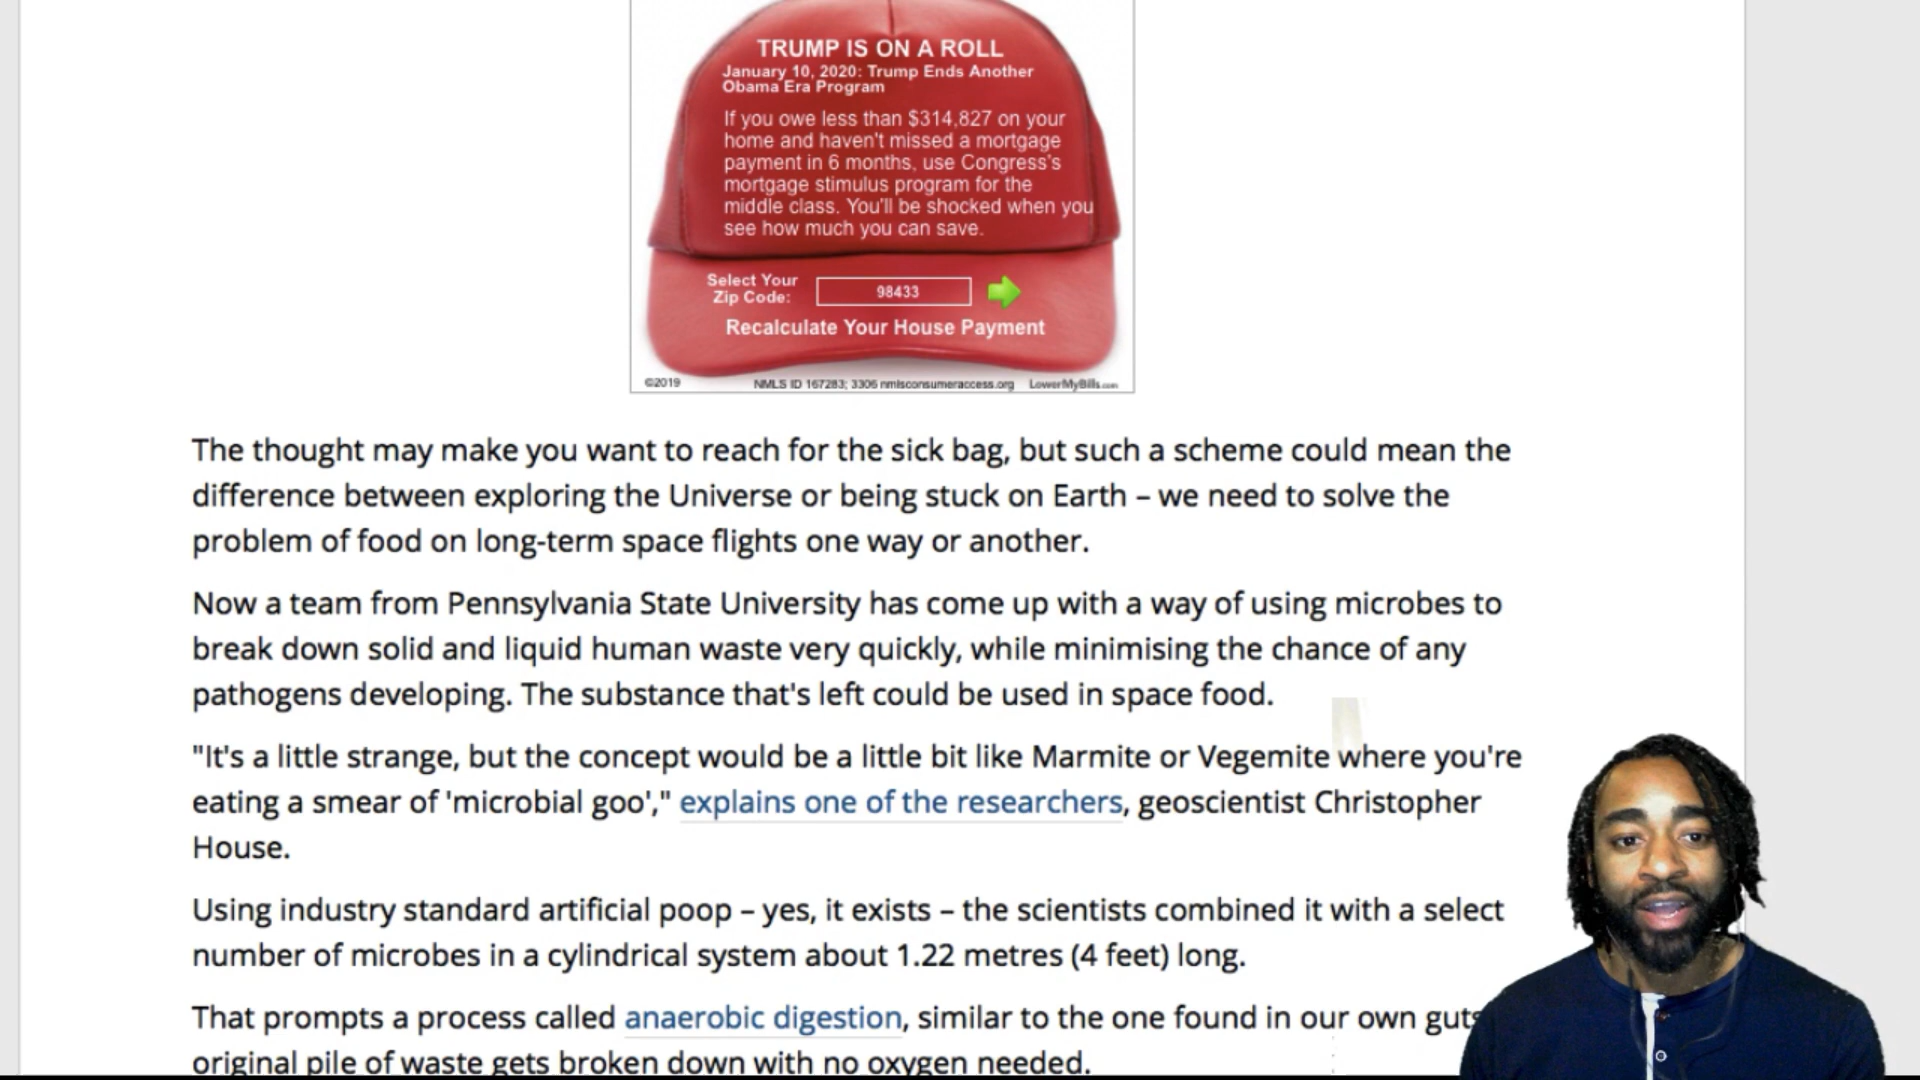 TRUMP IS ON A ROLL
January 10, 2020: Trump Ends Another
Obama Era Program
If you owe less than $314,827 on your
home and haven't missed a mortgage
payment in 6 months, use Congress's
mortgage stimulus program for the
middle class. You'll be shocked when you
see how much you can save.
Select Your
Zip Code:
98433
Recalculate Your House Payment
©2019 NMLS ID 167283; 3306 nmlsconsumeraccess.org LowerMyBills.com
The thought may make you want to reach for the sick bag, but such a scheme could mean the
difference between exploring the Universe or being stuck on Earth – we need to solve the
problem of food on long-term space flights one way or another.
Now a team from Pennsylvania State University has come up with a way of using microbes to
break down solid and liquid human waste very quickly, while minimising the chance of any
pathogens developing. The substance that's left could be used in space food.
"It's a little strange, but the concept would be a little bit like Marmite or Vegemite where you're
eating a smear of 'microbial goo'," explains one of the researchers, geoscientist Christopher
House.
Using industry standard artificial poop – yes, it exists – the scientists combined it with a select
number of microbes in a cylindrical system about 1.22 metres (4 feet) long.
That prompts a process called anaerobic digestion, similar to the one found in our own guts
original pile of waste gets broken down with no oxygen needed.